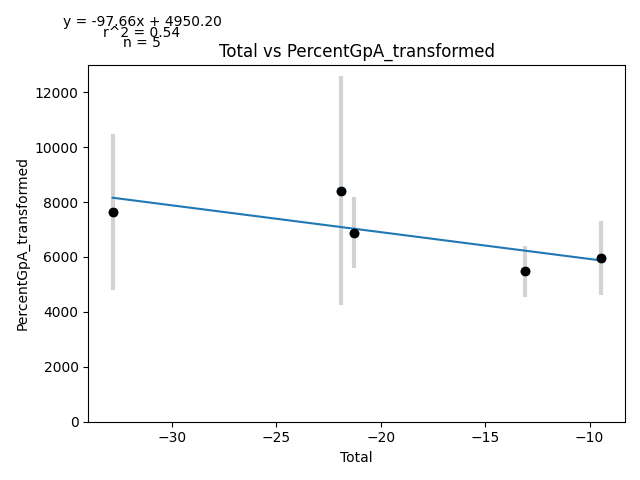 y = -97.66x + 4950.20
r^2 = 0.54
n = 5
Total vs PercentGpA_transformed
PercentGpA_transformed
12000
10000
8000
6000
4000
2000
0
−30
−25
−20
−15
−10
Total